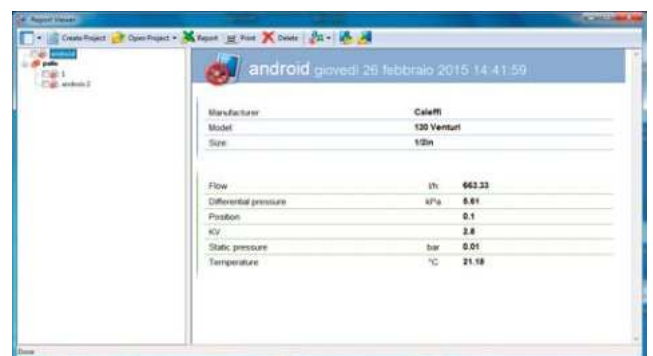 Report Viewer
Create Project Open Project Report Print Delete
android
pallo
1
android 2
android giovedì 26 febbraio 2015 14:41:59
Manufacturer Caleffi
Model 130 Venturi
Size 1/2in
Flow l/h 663.33
Differential pressure kPa 5.61
Position 0.1
KV 2.8
Static pressure bar 0.01
Temperature °C 21.18
Done